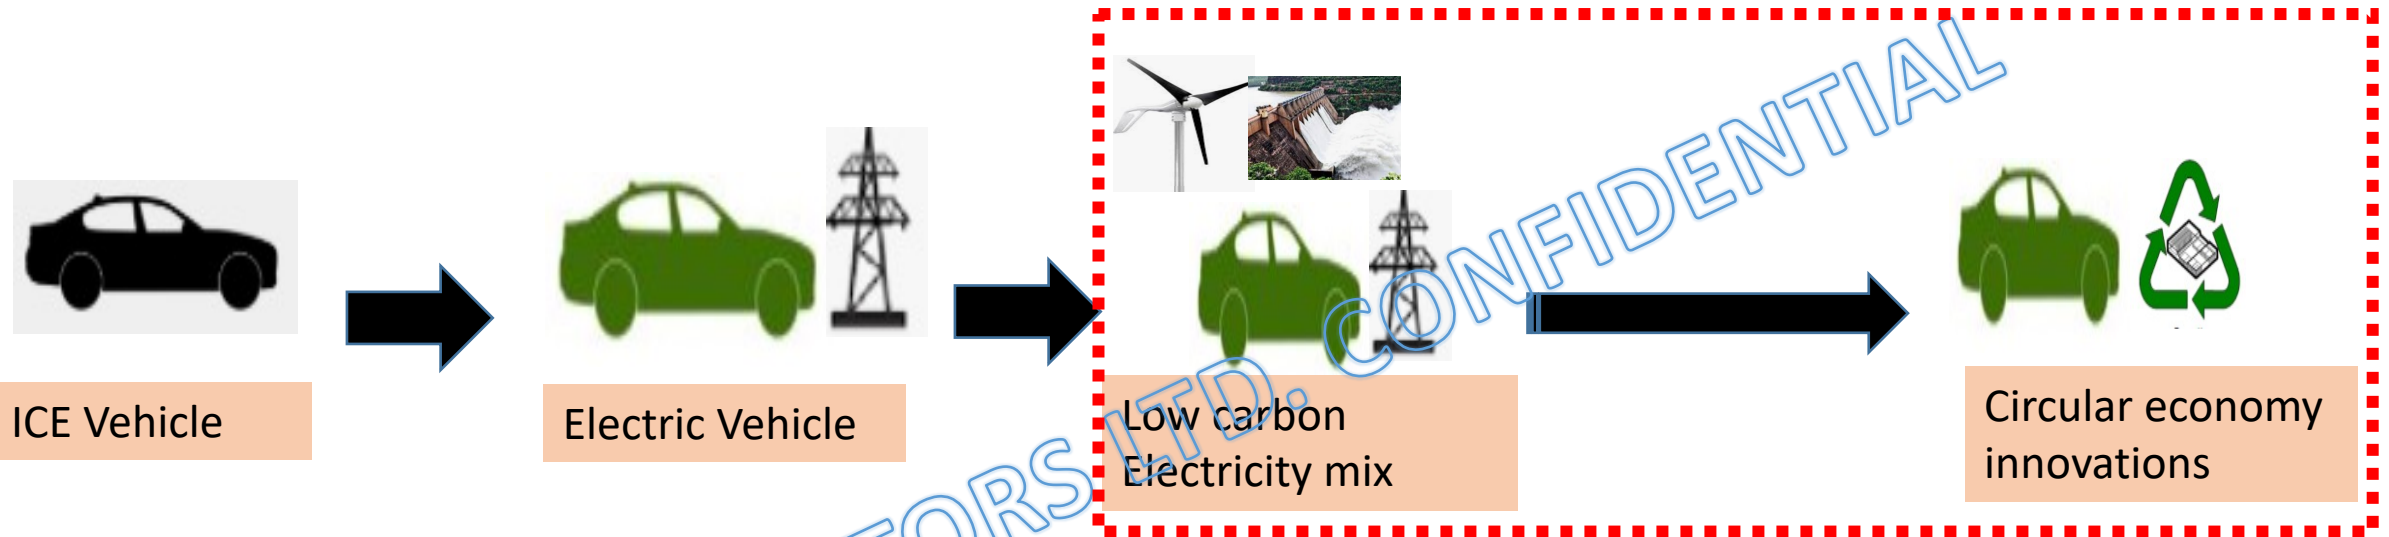 ICE Vehicle
Electric Vehicle
Low carbon
Electricity mix
Circular economy
innovations
LTD. CONFIDENTIAL